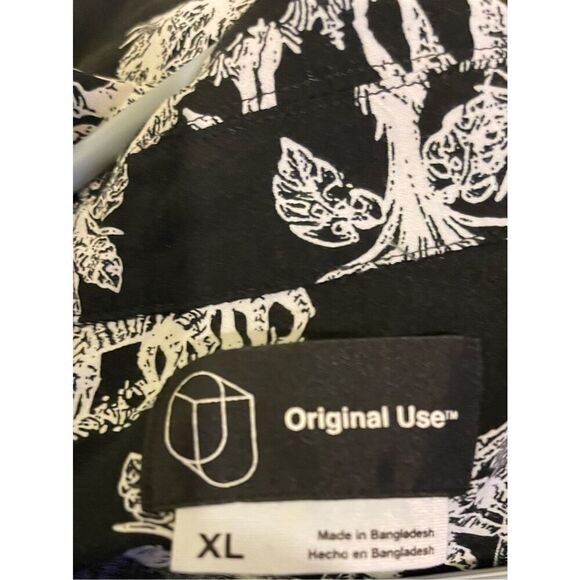 Original Use™
XL
Made in Bangladesh
Hecho en Bangladesh